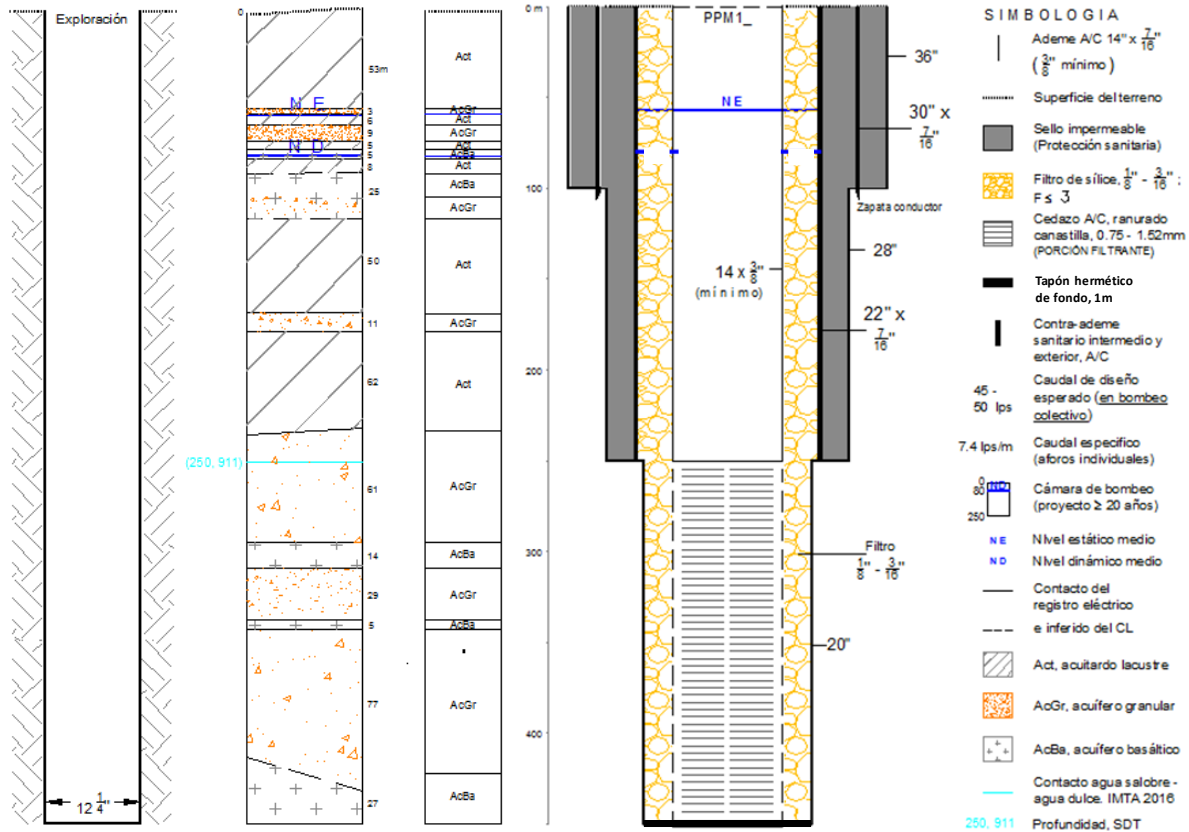 Exploración
12 1/4"
0
53m
3
6
9
5
5
8
25
50
11
62
61
14
29
5
77
27
N E
N D
(250, 911)
Act
AcGr
Act
AcGr
Act
AcBa
Act
AcBa
AcGr
Act
AcGr
Act
AcGr
AcBa
AcGr
AcBa
AcGr
AcBa
0 m
100
200
300
400
PPM1_
N E
14 x 3/8"
(mínimo)
36"
30" x
7/16"
Zapata conductor
28"
22" x
7/16"
Filtro
1/8" - 3/16"
20"
SIMBOLOGIA
Ademe A/C 14" x 7/16"
(3/8" mínimo)
Superficie del terreno
Sello impermeable
(Protección sanitaria)
Filtro de sílice, 1/8" - 3/16" ;
F ≤ 3
Cedazo A/C, ranurado
canastilla, 0.75 - 1.52mm
(PORCIÓN FILTRANTE)
Tapón hermético
de fondo, 1m
Contra-ademe
sanitario intermedio y
exterior, A/C
45 -
50 lps
Caudal de diseño
esperado (en bombeo
colectivo)
7.4 lps/m
Caudal especifico
(aforos individuales)
0
ND
80
250
Cámara de bombeo
(proyecto ≥ 20 años)
N E
Nivel estático medio
N D
Nivel dinámico medio
Contacto del
registro eléctrico
e inferido del CL
Act, acuitardo lacustre
AcGr, acuífero granular
AcBa, acuífero basáltico
Contacto agua salobre -
agua dulce. IMTA 2016
250, 911
Profundidad, SDT